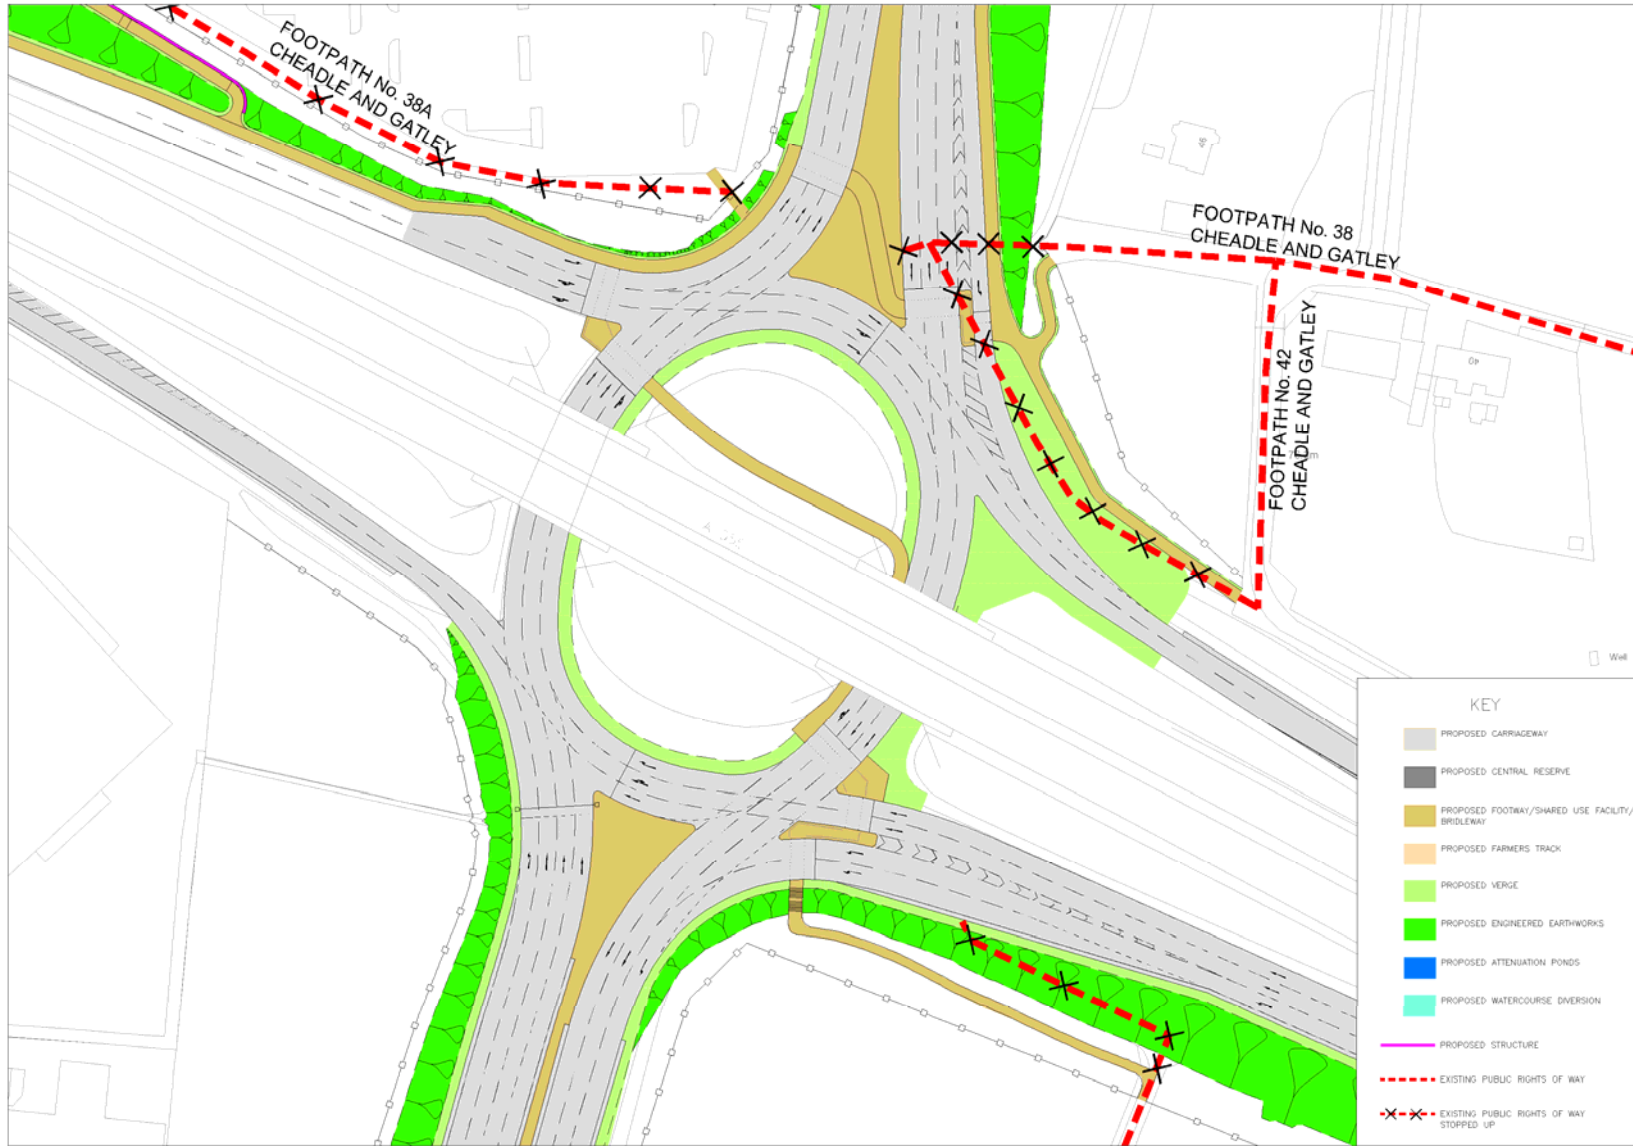 FOOTPATH No. 38A
CHEADLE AND GATLEY
FOOTPATH No. 38
CHEADLE AND GATLEY
FOOTPATH No. 42
CHEADLE AND GATLEY
40
Well
KEY
PROPOSED CARRIAGEWAY
PROPOSED CENTRAL RESERVE
PROPOSED FOOTWAY/SHARED USE FACILITY/
BRIDLEWAY
PROPOSED FARMERS TRACK
PROPOSED VERGE
PROPOSED ENGINEERED EARTHWORKS
PROPOSED ATTENUATION PONDS
PROPOSED WATERCOURSE DIVERSION
PROPOSED STRUCTURE
EXISTING PUBLIC RIGHTS OF WAY
EXISTING PUBLIC RIGHTS OF WAY
STOPPED UP